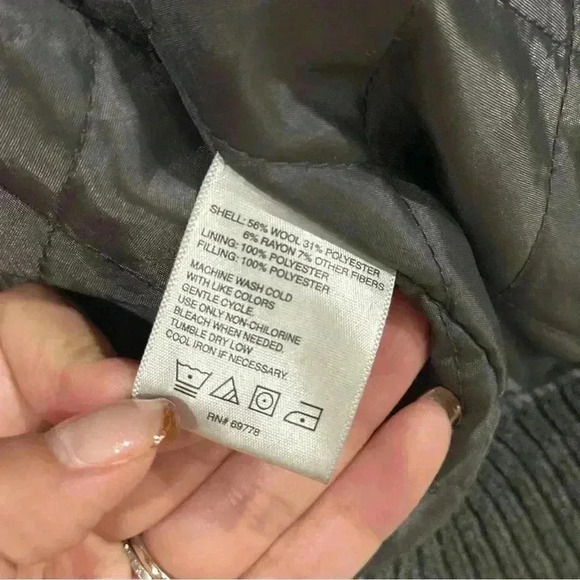 SHELL: 56% WOOL 31% POLYESTER
6% RAYON 7% OTHER FIBERS
LINING: 100% POLYESTER
FILLING: 100% POLYESTER
MACHINE WASH COLD
WITH LIKE COLORS
GENTLE CYCLE.
USE ONLY NON-CHLORINE
BLEACH WHEN NEEDED.
TUMBLE DRY LOW
COOL IRON IF NECESSARY.
RN# 69778